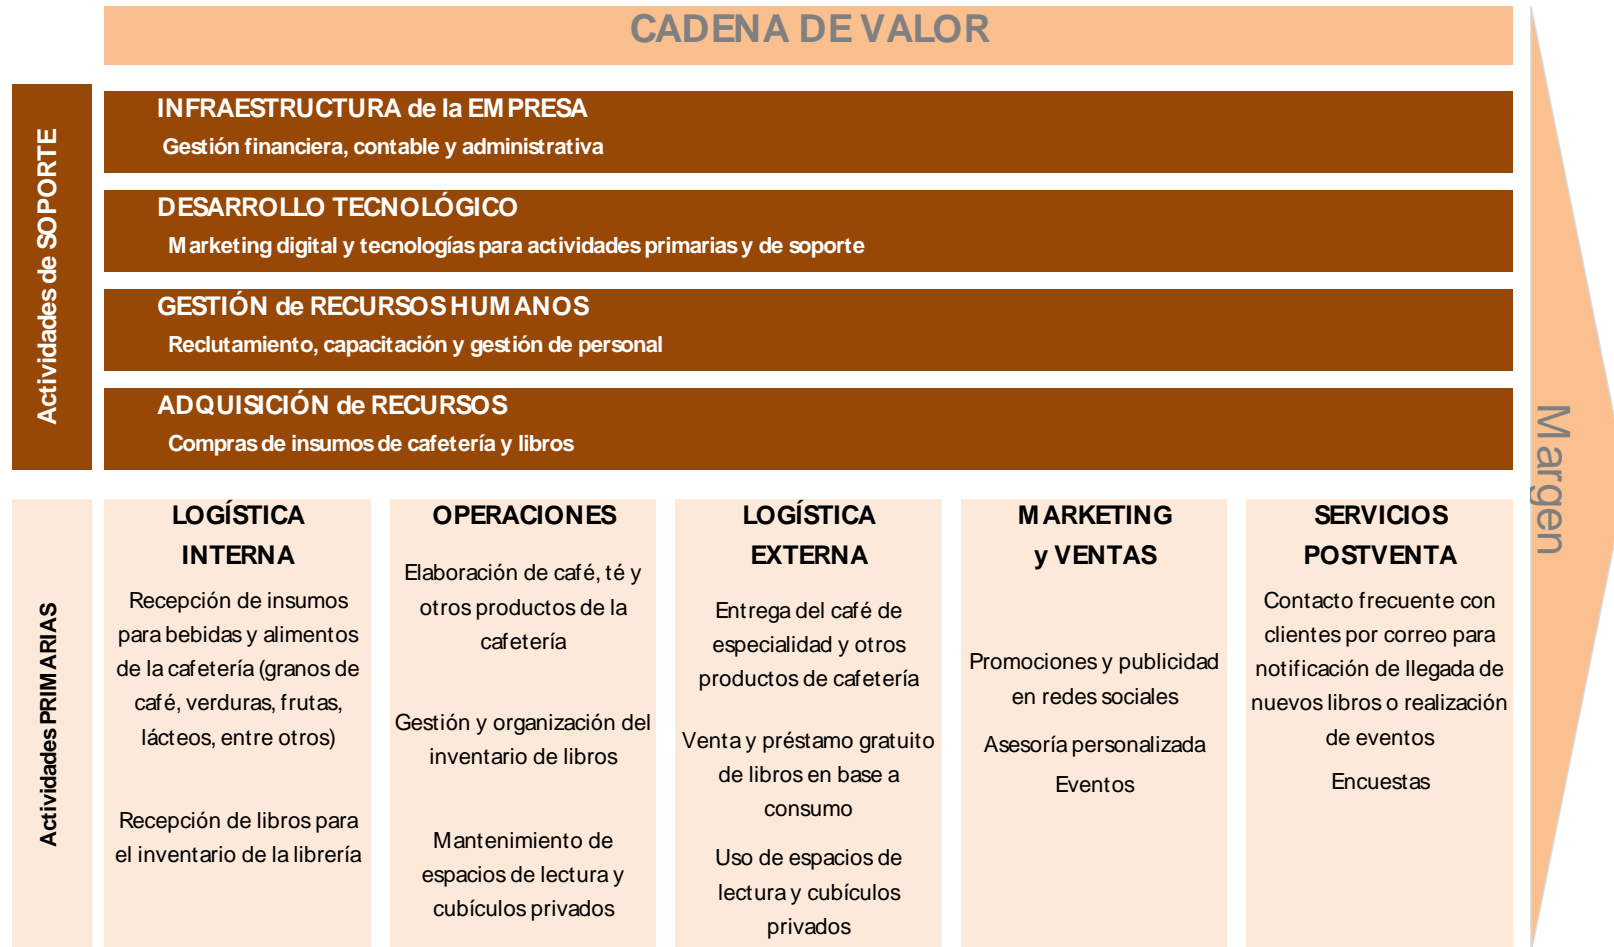 CADENA DE VALOR
Actividades de SOPORTE
INFRAESTRUCTURA de la EMPRESA
Gestión financiera, contable y administrativa
DESARROLLO TECNOLÓGICO
Marketing digital y tecnologías para actividades primarias y de soporte
GESTIÓN de RECURSOS HUMANOS
Reclutamiento, capacitación y gestión de personal
ADQUISICIÓN de RECURSOS
Compras de insumos de cafetería y libros
Margen
Actividades PRIMARIAS
LOGÍSTICA
INTERNA
Recepción de insumos
para bebidas y alimentos
de la cafetería (granos de
café, verduras, frutas,
lácteos, entre otros)
Recepción de libros para
el inventario de la librería
OPERACIONES
Elaboración de café, té y
otros productos de la
cafetería
Gestión y organización del
inventario de libros
Mantenimiento de
espacios de lectura y
cubículos privados
LOGÍSTICA
EXTERNA
Entrega del café de
especialidad y otros
productos de cafetería
Venta y préstamo gratuito
de libros en base a
consumo
Uso de espacios de
lectura y cubículos
privados
MARKETING
y VENTAS
Promociones y publicidad
en redes sociales
Asesoría personalizada
Eventos
SERVICIOS
POSTVENTA
Contacto frecuente con
clientes por correo para
notificación de llegada de
nuevos libros o realización
de eventos
Encuestas